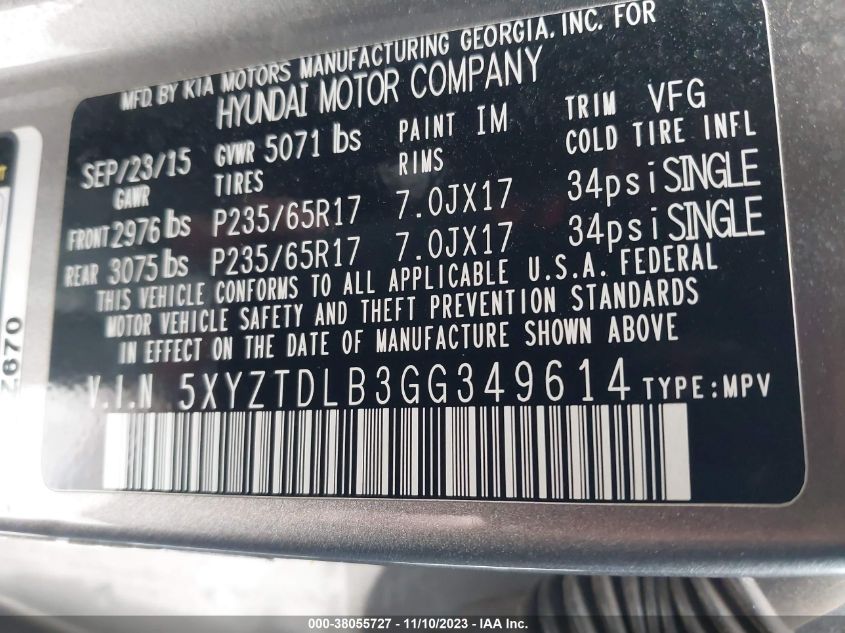 MFD. BY KIA MOTORS MANUFACTURING GEORGIA. INC. FOR
HYUNDAI MOTOR COMPANY
SEP/23/15 GVWR 5071 lbs PAINT IM TRIM VFG
GAWR TIRES RIMS COLD TIRE INFL
FRONT 2976 lbs P235/65R17 7.0JX17 34psi SINGLE
REAR 3075 lbs P235/65R17 7.0JX17 34psi SINGLE
THIS VEHICLE CONFORMS TO ALL APPLICABLE U.S.A. FEDERAL
MOTOR VEHICLE SAFETY AND THEFT PREVENTION STANDARDS
IN EFFECT ON THE DATE OF MANUFACTURE SHOWN ABOVE
V.I.N 5XYZTDLB3GG349614 TYPE:MPV
000-38055727 - 11/10/2023 - IAA Inc.